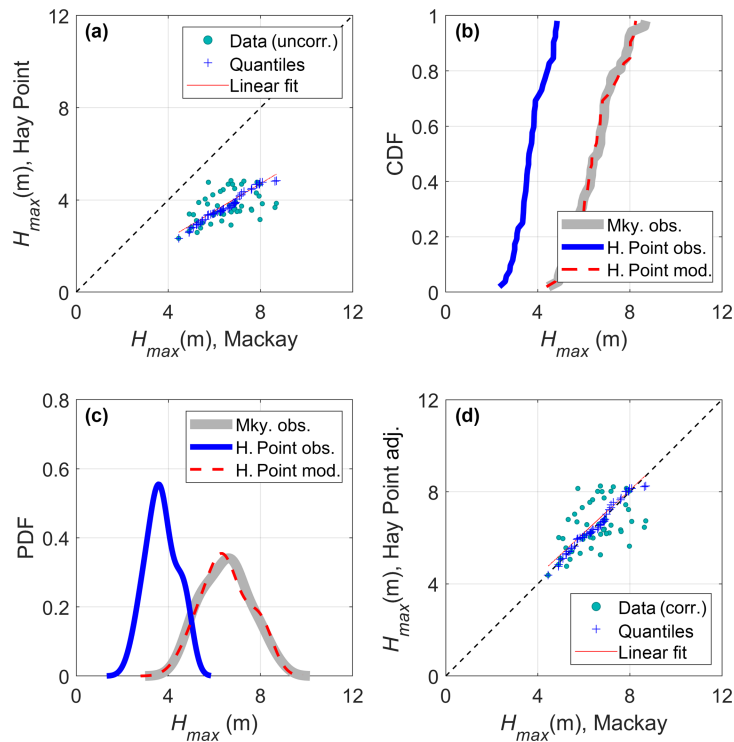 (a)
Data (uncorr.)
Quantiles
Linear fit
12
8
4
0
0 4 8 12
H_max(m), Hay Point
H_max(m), Mackay
(b)
1
0.8
0.6
0.4
0.2
0
0 4 8 12
CDF
H_max (m)
Mky. obs.
H. Point obs.
H. Point mod.
(c)
Mky. obs.
H. Point obs.
H. Point mod.
0.8
0.6
0.4
0.2
0
0 4 8 12
PDF
H_max (m)
(d)
12
8
4
0
0 4 8 12
H_max(m), Hay Point adj.
H_max(m), Mackay
Data (corr.)
Quantiles
Linear fit